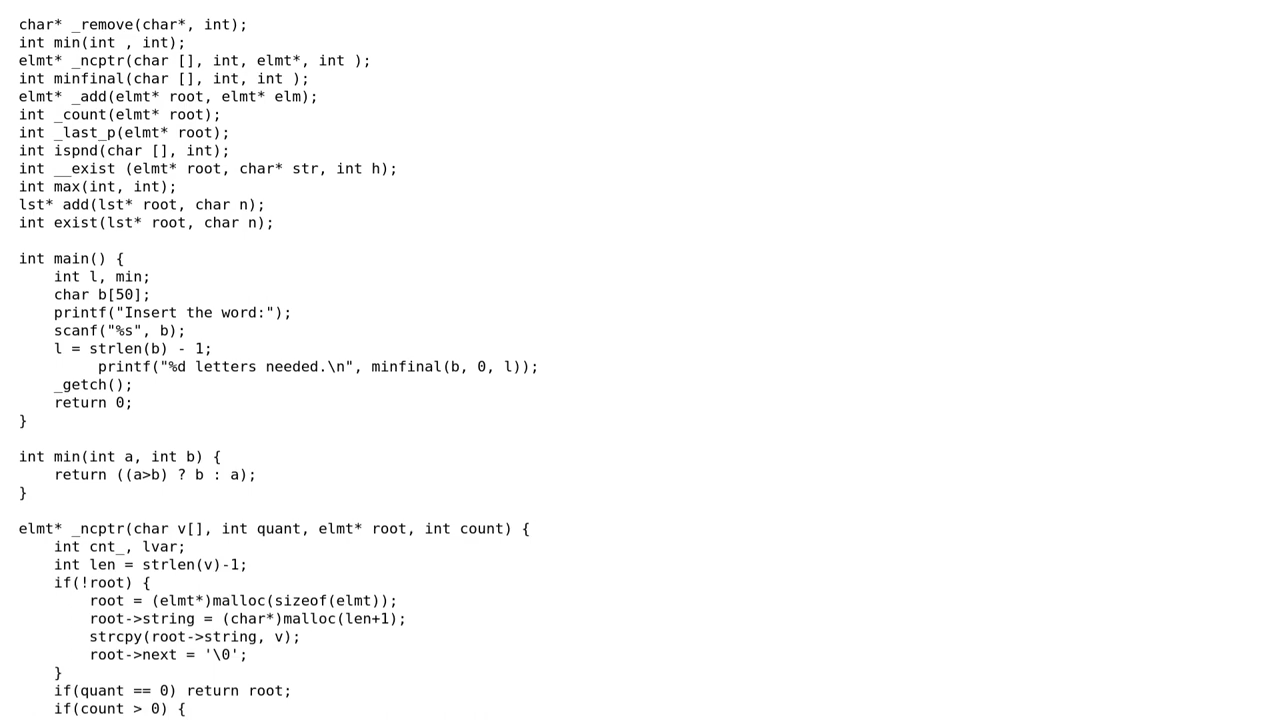 char* _remove(char*, int);
int min(int , int);
elmt* _ncptr(char [], int, elmt*, int );
int minfinal(char [], int, int );
elmt* _add(elmt* root, elmt* elm);
int _count(elmt* root);
int _last_p(elmt* root);
int ispnd(char [], int);
int __exist (elmt* root, char* str, int h);
int max(int, int);
lst* add(lst* root, char n);
int exist(lst* root, char n);

int main() {
    int l, min;
    char b[50];
    printf("Insert the word:");
    scanf("%s", b);
    l = strlen(b) - 1;
         printf("%d letters needed.\n", minfinal(b, 0, l));
    _getch();
    return 0;
}

int min(int a, int b) {
    return ((a>b) ? b : a);
}

elmt* _ncptr(char v[], int quant, elmt* root, int count) {
    int cnt_, lvar;
    int len = strlen(v)-1;
    if(!root) {
        root = (elmt*)malloc(sizeof(elmt));
        root->string = (char*)malloc(len+1);
        strcpy(root->string, v);
        root->next = '\0';
    }
    if(quant == 0) return root;
    if(count > 0) {